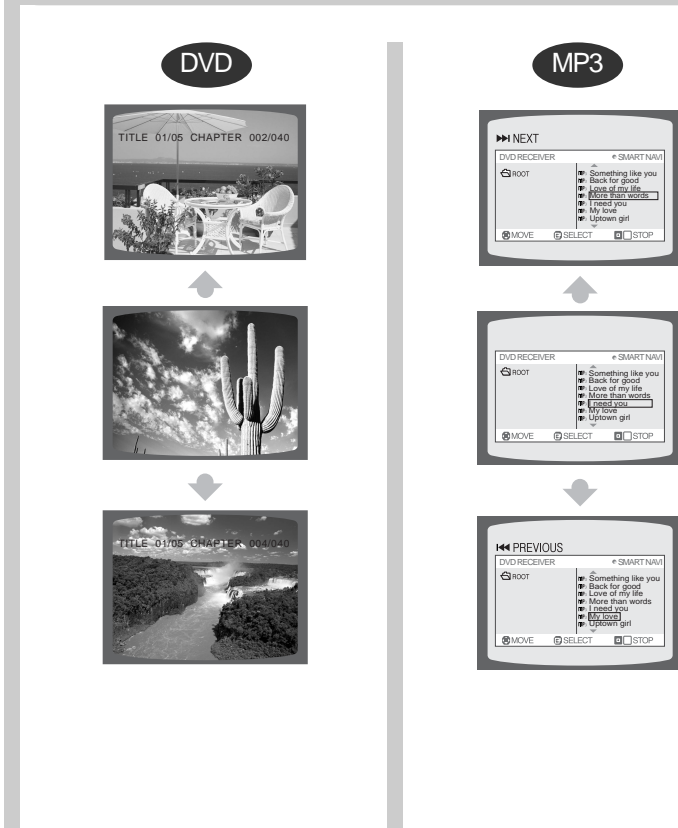 DVD
TITLE 01/05 CHAPTER 002/040
TITLE 01/05 CHAPTER 004/040
MP3
NEXT
DVD RECEIVER SMART NAVI
ROOT
Something like you
Back for good
Love of my life
More than words
I need you
My love
Uptown girl
MOVE SELECT STOP
DVD RECEIVER SMART NAVI
ROOT
Something like you
Back for good
Love of my life
More than words
I need you
My love
Uptown girl
MOVE SELECT STOP
PREVIOUS
DVD RECEIVER SMART NAVI
ROOT
Something like you
Back for good
Love of my life
More than words
I need you
My love
Uptown girl
MOVE SELECT STOP